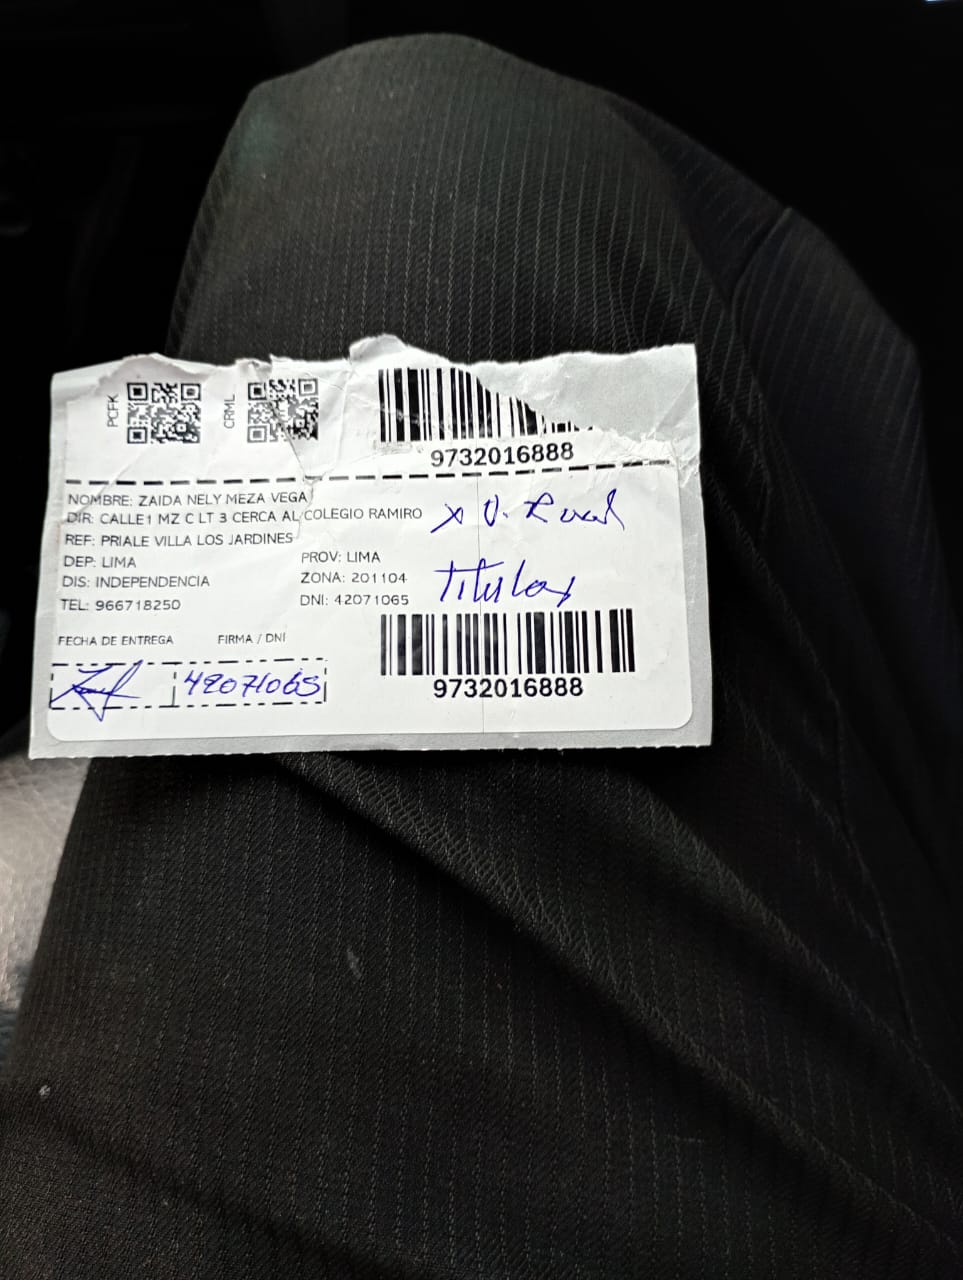 PCFK
CRML
9732016888
NOMBRE: ZAIDA NELY MEZA VEGA
DIR: CALLE 1 MZ C LT 3 CERCA AL COLEGIO RAMIRO
REF: PRIALE VILLA LOS JARDINES
DEP: LIMA
PROV: LIMA
DIS: INDEPENDENCIA
ZONA: 201104
TEL: 966718250
DNI: 42071065
Titular
FECHA DE ENTREGA
FIRMA / DNI
42071065
9732016888